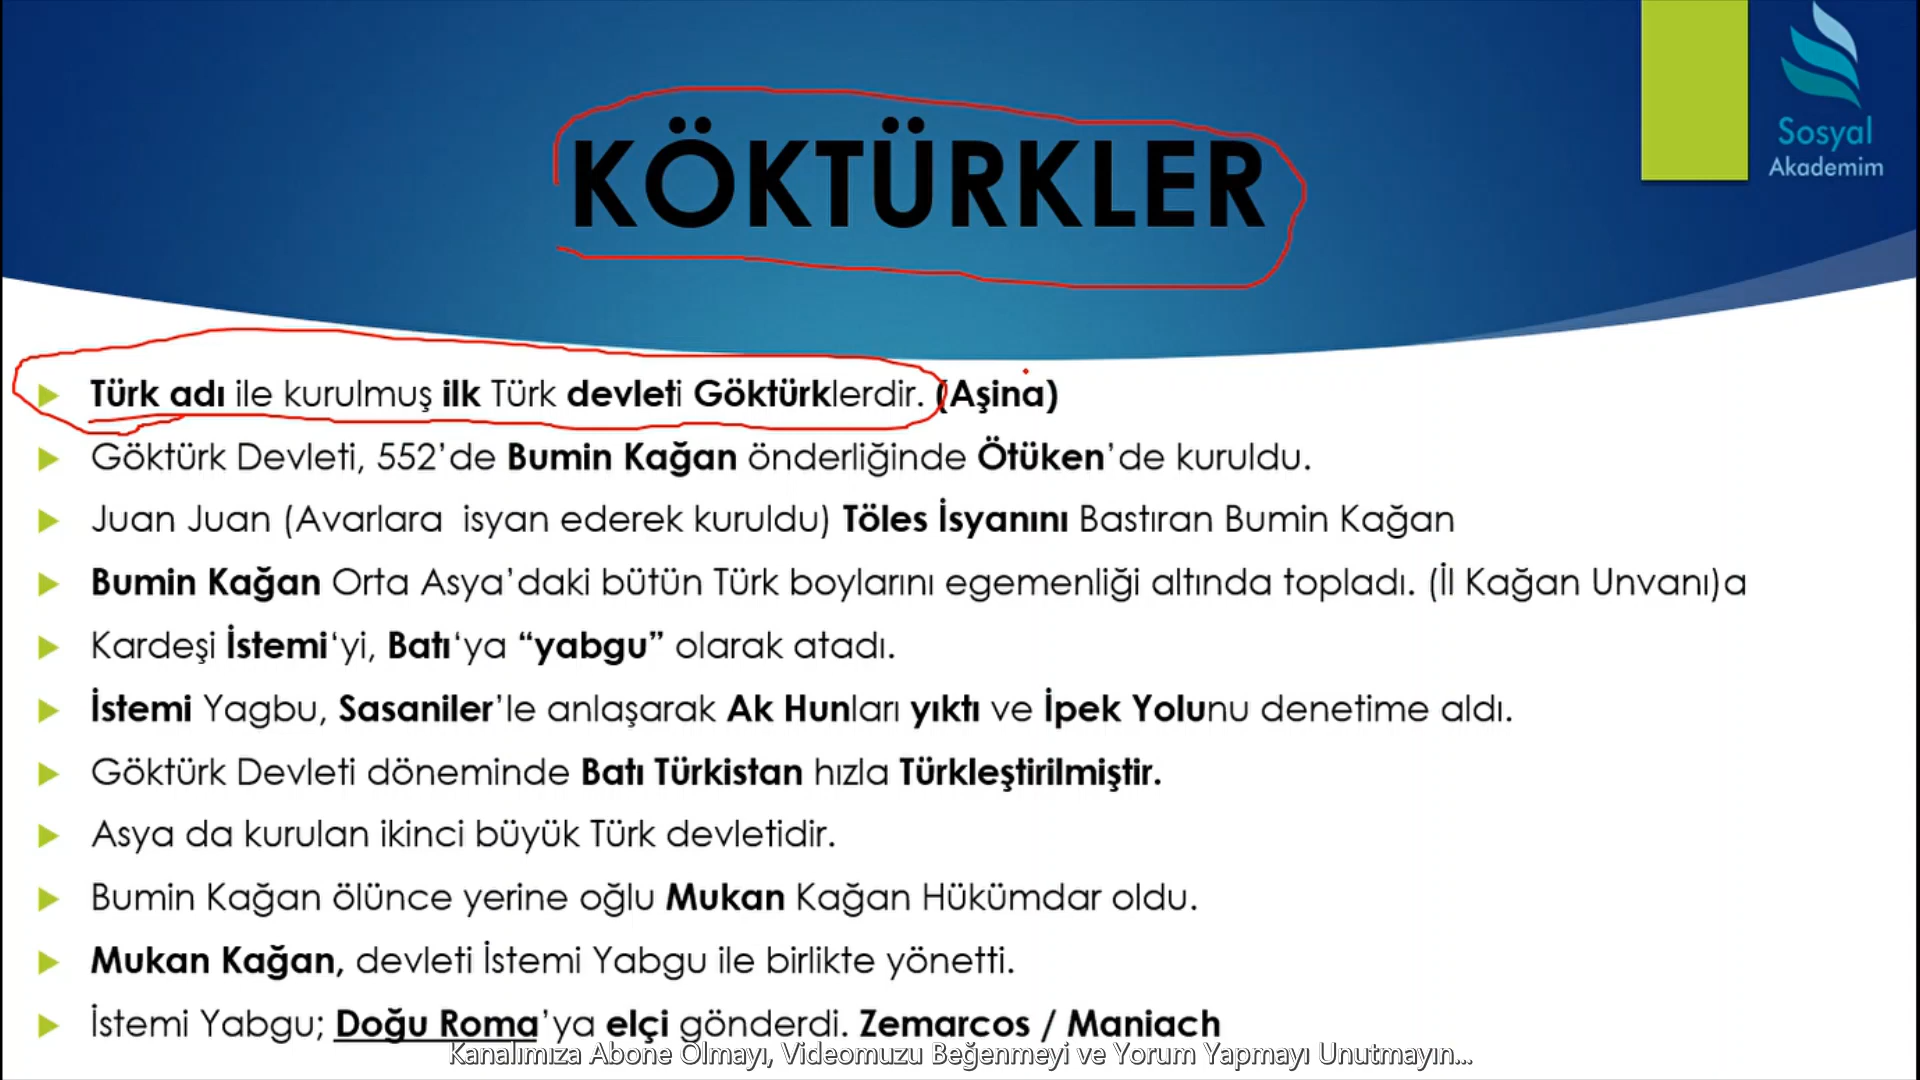 KÖKTÜRKLER
Sosyal
Akademim
Türk adı ile kurulmuş ilk Türk devleti Göktürklerdir. (Aşina)
Göktürk Devleti, 552’de Bumin Kağan önderliğinde Ötüken’de kuruldu.
Juan Juan (Avarlara isyan ederek kuruldu) Töles İsyanını Bastıran Bumin Kağan
Bumin Kağan Orta Asya’daki bütün Türk boylarını egemenliği altında topladı. (İl Kağan Unvanı)a
Kardeşi İstemi‘yi, Batı‘ya “yabgu” olarak atadı.
İstemi Yagbu, Sasaniler’le anlaşarak Ak Hunları yıktı ve İpek Yolunu denetime aldı.
Göktürk Devleti döneminde Batı Türkistan hızla Türkleştirilmiştir.
Asya da kurulan ikinci büyük Türk devletidir.
Bumin Kağan ölünce yerine oğlu Mukan Kağan Hükümdar oldu.
Mukan Kağan, devleti İstemi Yabgu ile birlikte yönetti.
İstemi Yabgu; Doğu Roma’ya elçi gönderdi. Zemarcos / Maniach
Kanalımıza Abone Olmayı, Videomuzu Beğenmeyi ve Yorum Yapmayı Unutmayın...